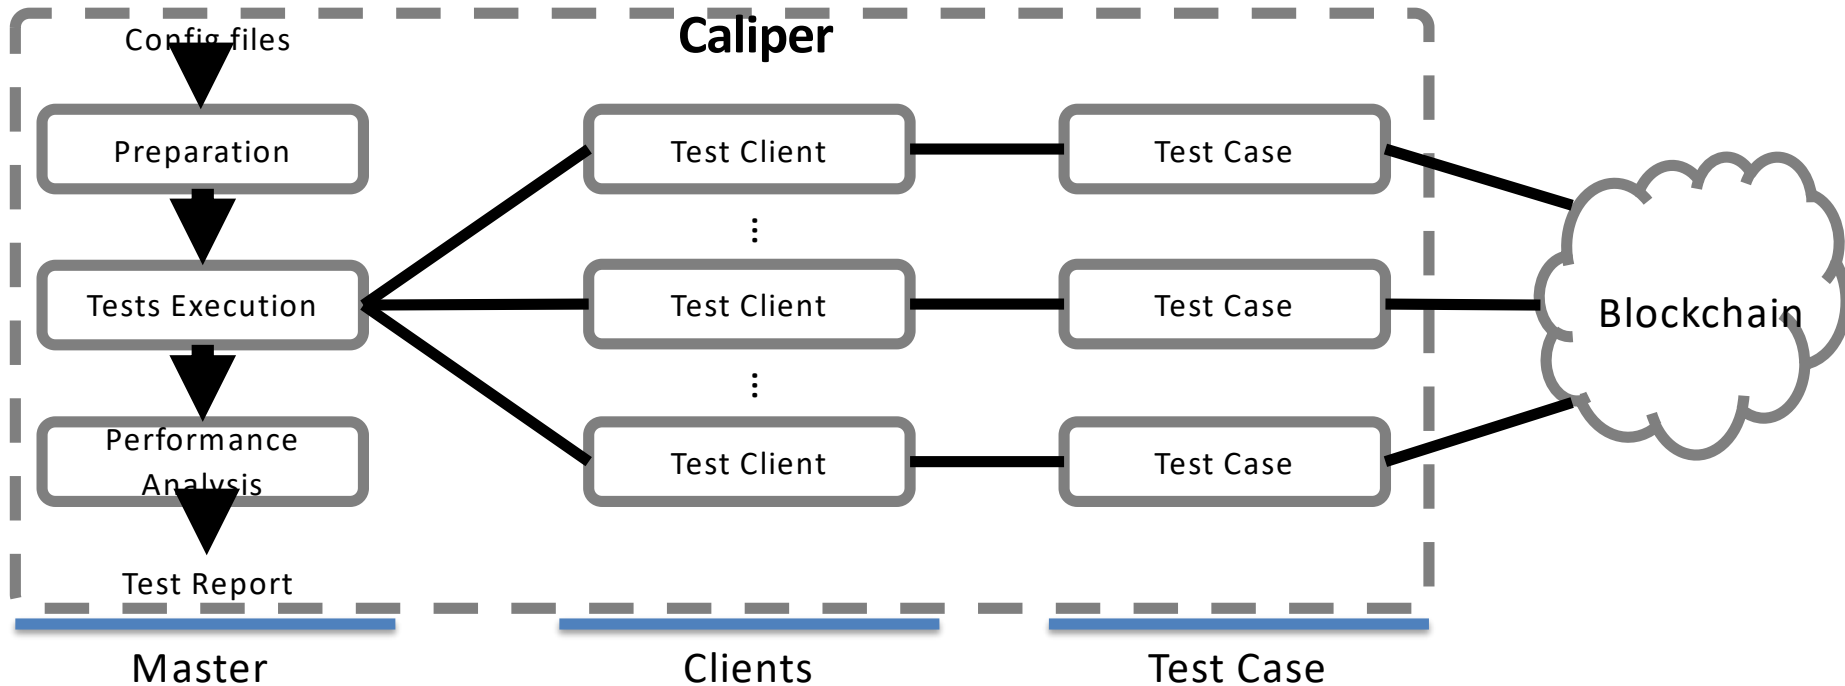 Caliper
Config files
Preparation
Test Client
Test Case
⋮
Tests Execution
Test Client
Test Case
Blockchain
⋮
Performance
Analysis
Test Client
Test Case
Test Report
Master
Clients
Test Case